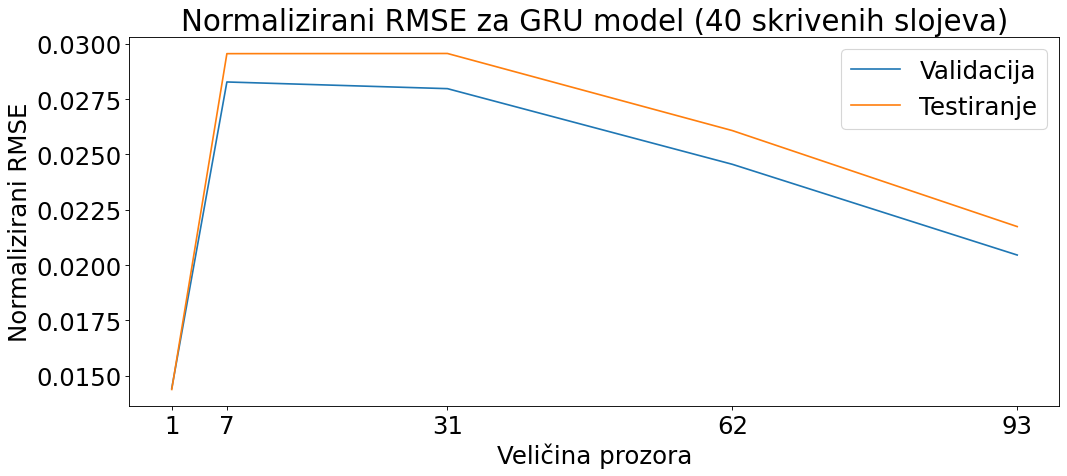 Normalizirani RMSE za GRU model (40 skrivenih slojeva)
Normalizirani RMSE
0.0300
0.0275
0.0250
0.0225
0.0200
0.0175
0.0150
Validacija
Testiranje
1 7 31 62 93
Veličina prozora